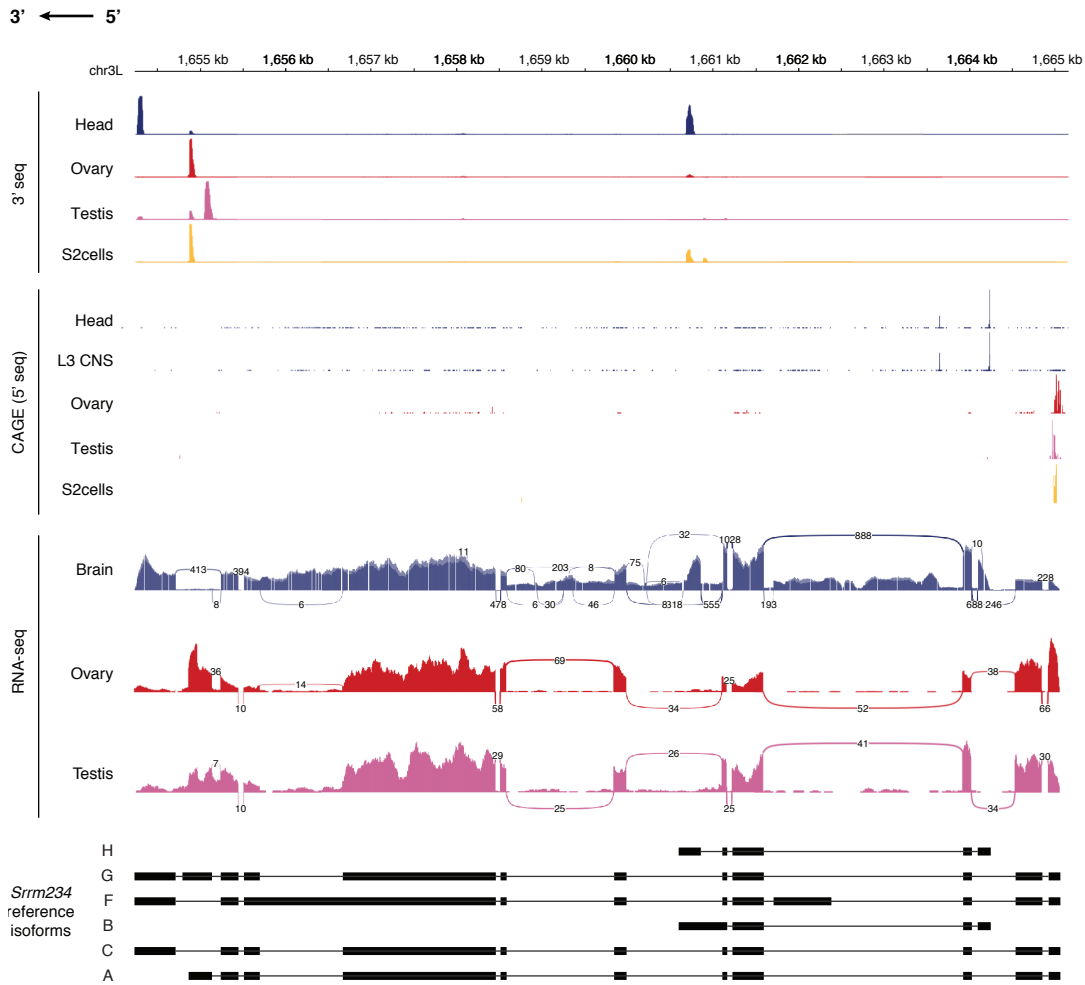 3’ 5’
1,655 kb 1,656 kb 1,657 kb 1,658 kb 1,659 kb 1,660 kb 1,661 kb 1,662 kb 1,663 kb 1,664 kb 1,665 kb
chr3L
3’ seq
Head
Ovary
Testis
S2cells
CAGE (5’ seq)
Head
L3 CNS
Ovary
Testis
S2cells
RNA-seq
Brain
413 394 11 80 203 8 75 32 6 1028 888 10 228
8 6 478 6 30 46 8318 555 193 688 246
Ovary
36 14 69 25 38
10 58 34 52 66
Testis
7 29 26 41 30
10 25 25 34
Srrm234
reference
isoforms
H
G
F
B
C
A